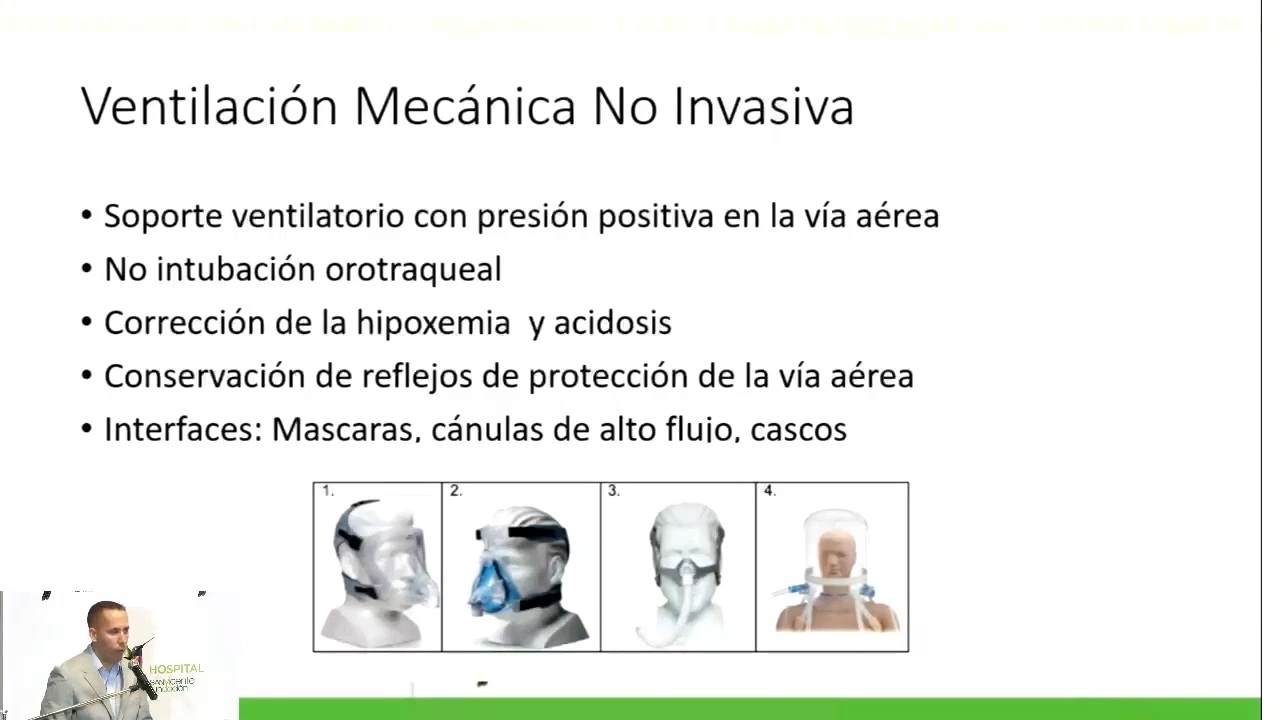 Ventilación Mecánica No Invasiva
• Soporte ventilatorio con presión positiva en la vía aérea
• No intubación orotraqueal
• Corrección de la hipoxemia y acidosis
• Conservación de reflejos de protección de la vía aérea
• Interfaces: Mascaras, cánulas de alto flujo, cascos
1. 2. 3. 4.
HOSPITAL